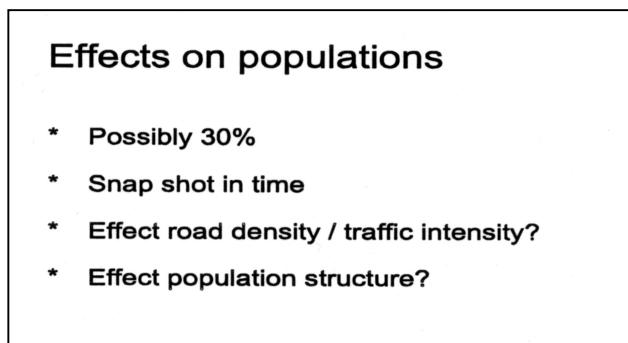 Effects on populations
* Possibly 30%
* Snap shot in time
* Effect road density / traffic intensity?
* Effect population structure?